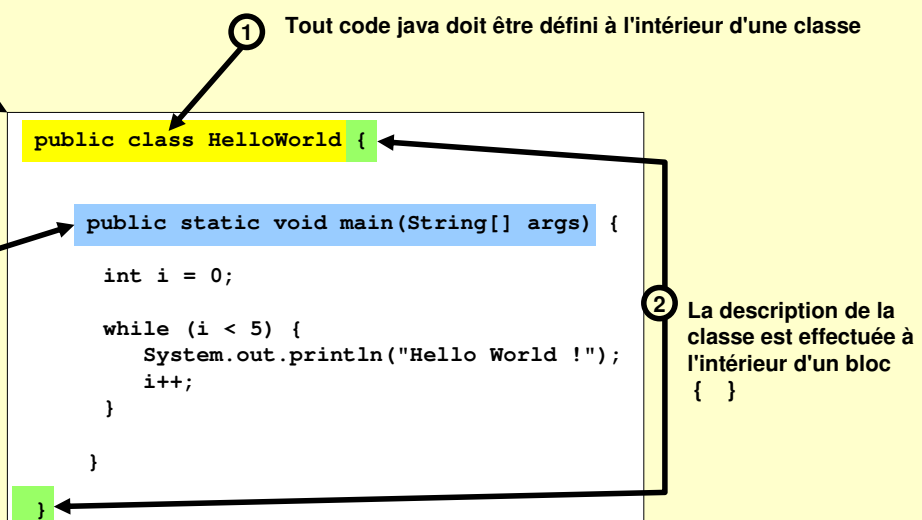 1 Tout code java doit être défini à l'intérieur d'une classe
public class HelloWorld {
public static void main(String[] args) {
int i = 0;
while (i < 5) {
System.out.println("Hello World !");
i++;
}
}
}
2 La description de la
classe est effectuée à
l'intérieur d'un bloc
{ }